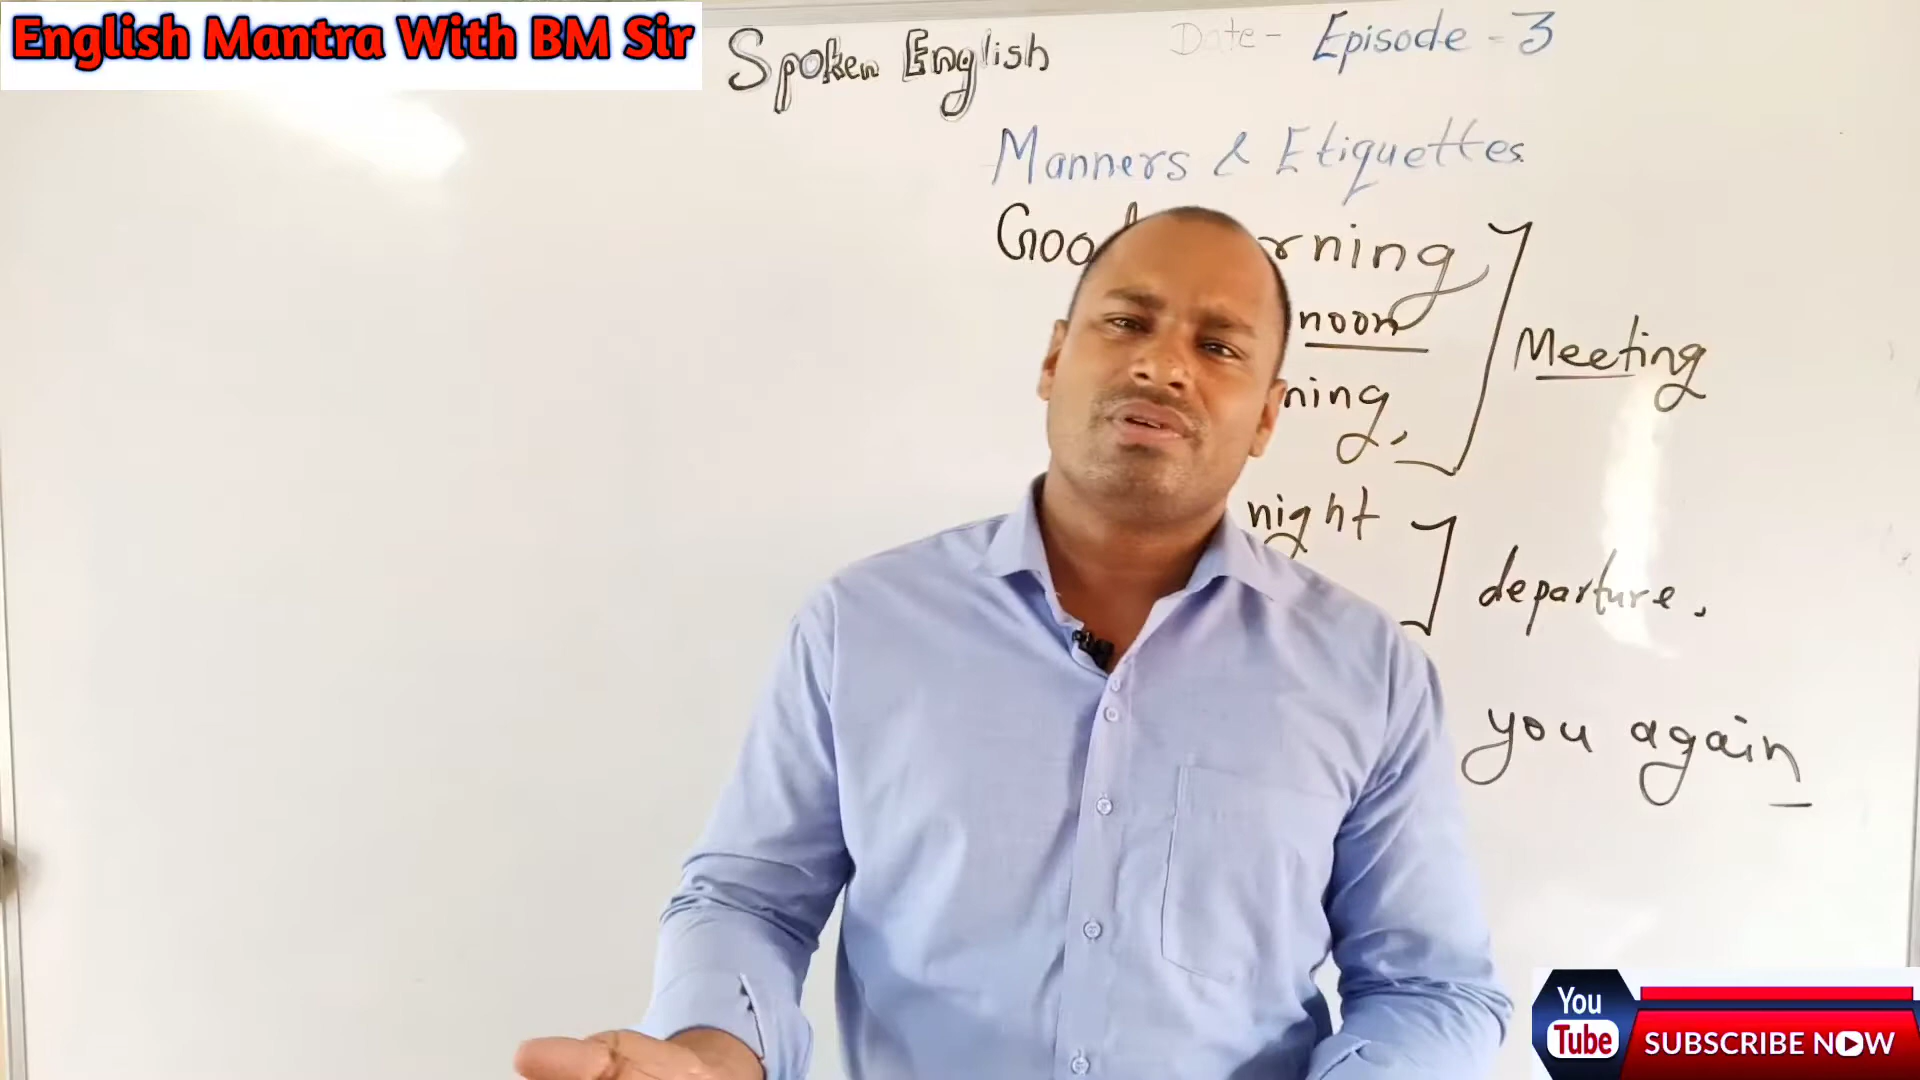 English Mantra With BM Sir
Spoken English Date - Episode - 3
Manners & Etiquettes
Good rning
noon
Meeting
ning,
night
departure.
you again
You
Tube SUBSCRIBE NOW